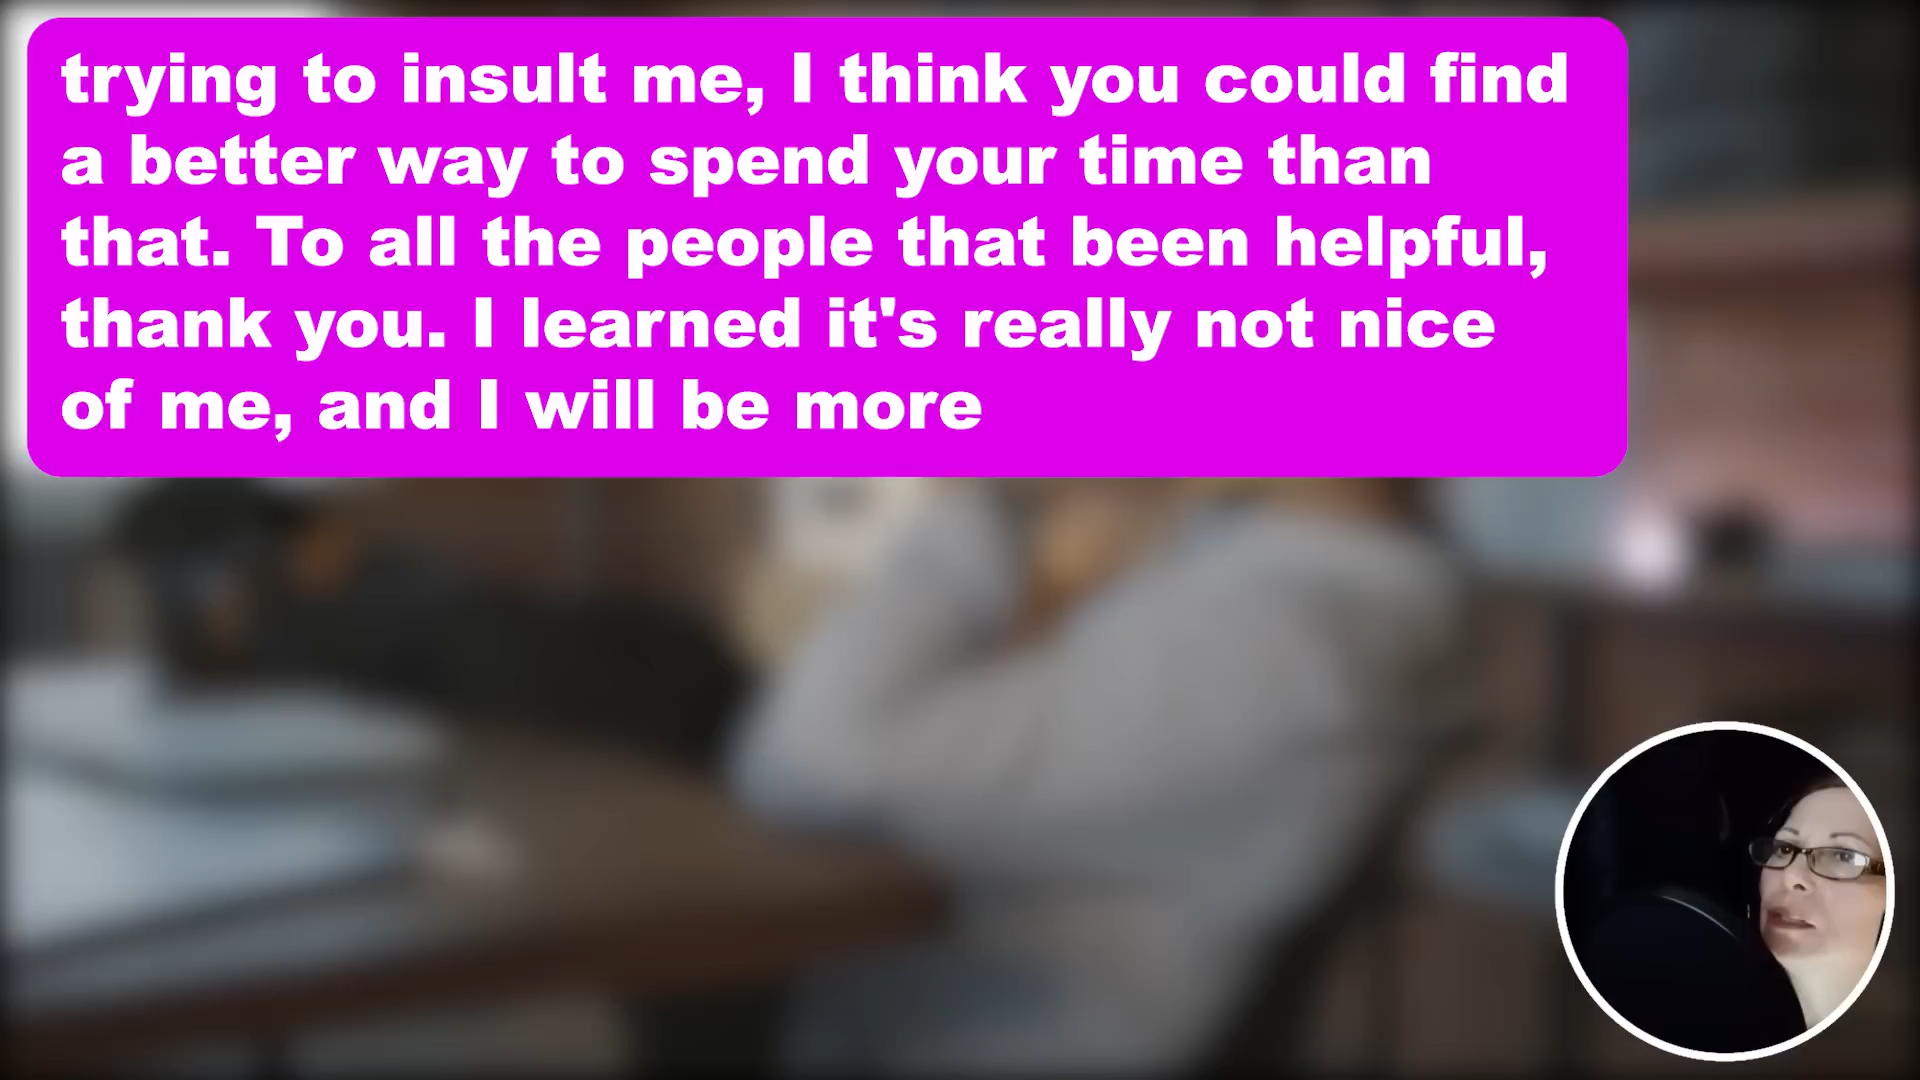 trying to insult me, I think you could find
a better way to spend your time than
that. To all the people that been helpful,
thank you. I learned it's really not nice
of me, and I will be more